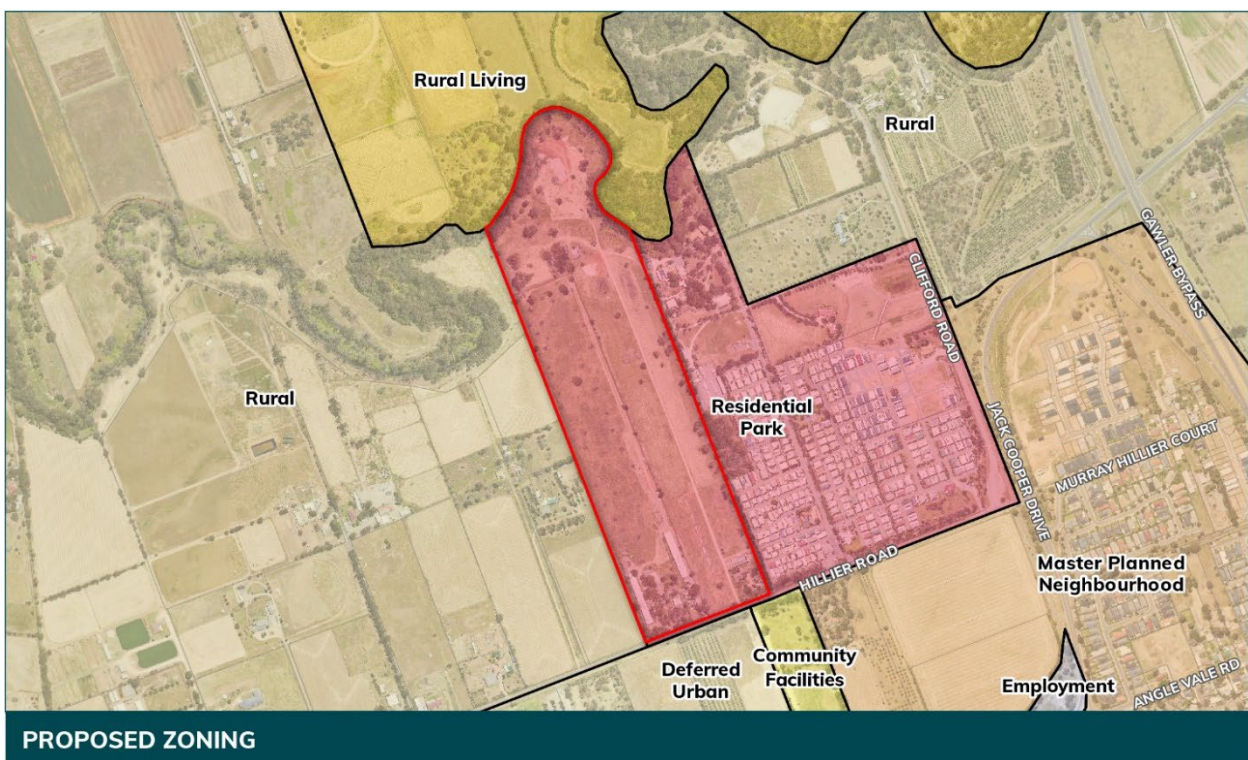 Rural Living
Rural
GAWLER BYPASS
CLIFFORD ROAD
Rural
Residential
Park
JACK COOPER DRIVE
MURRAY HILLIER COURT
HILLIER ROAD
Master Planned
Neighbourhood
Deferred
Urban
Community
Facilities
Employment
ANGLE VALE RD
PROPOSED ZONING